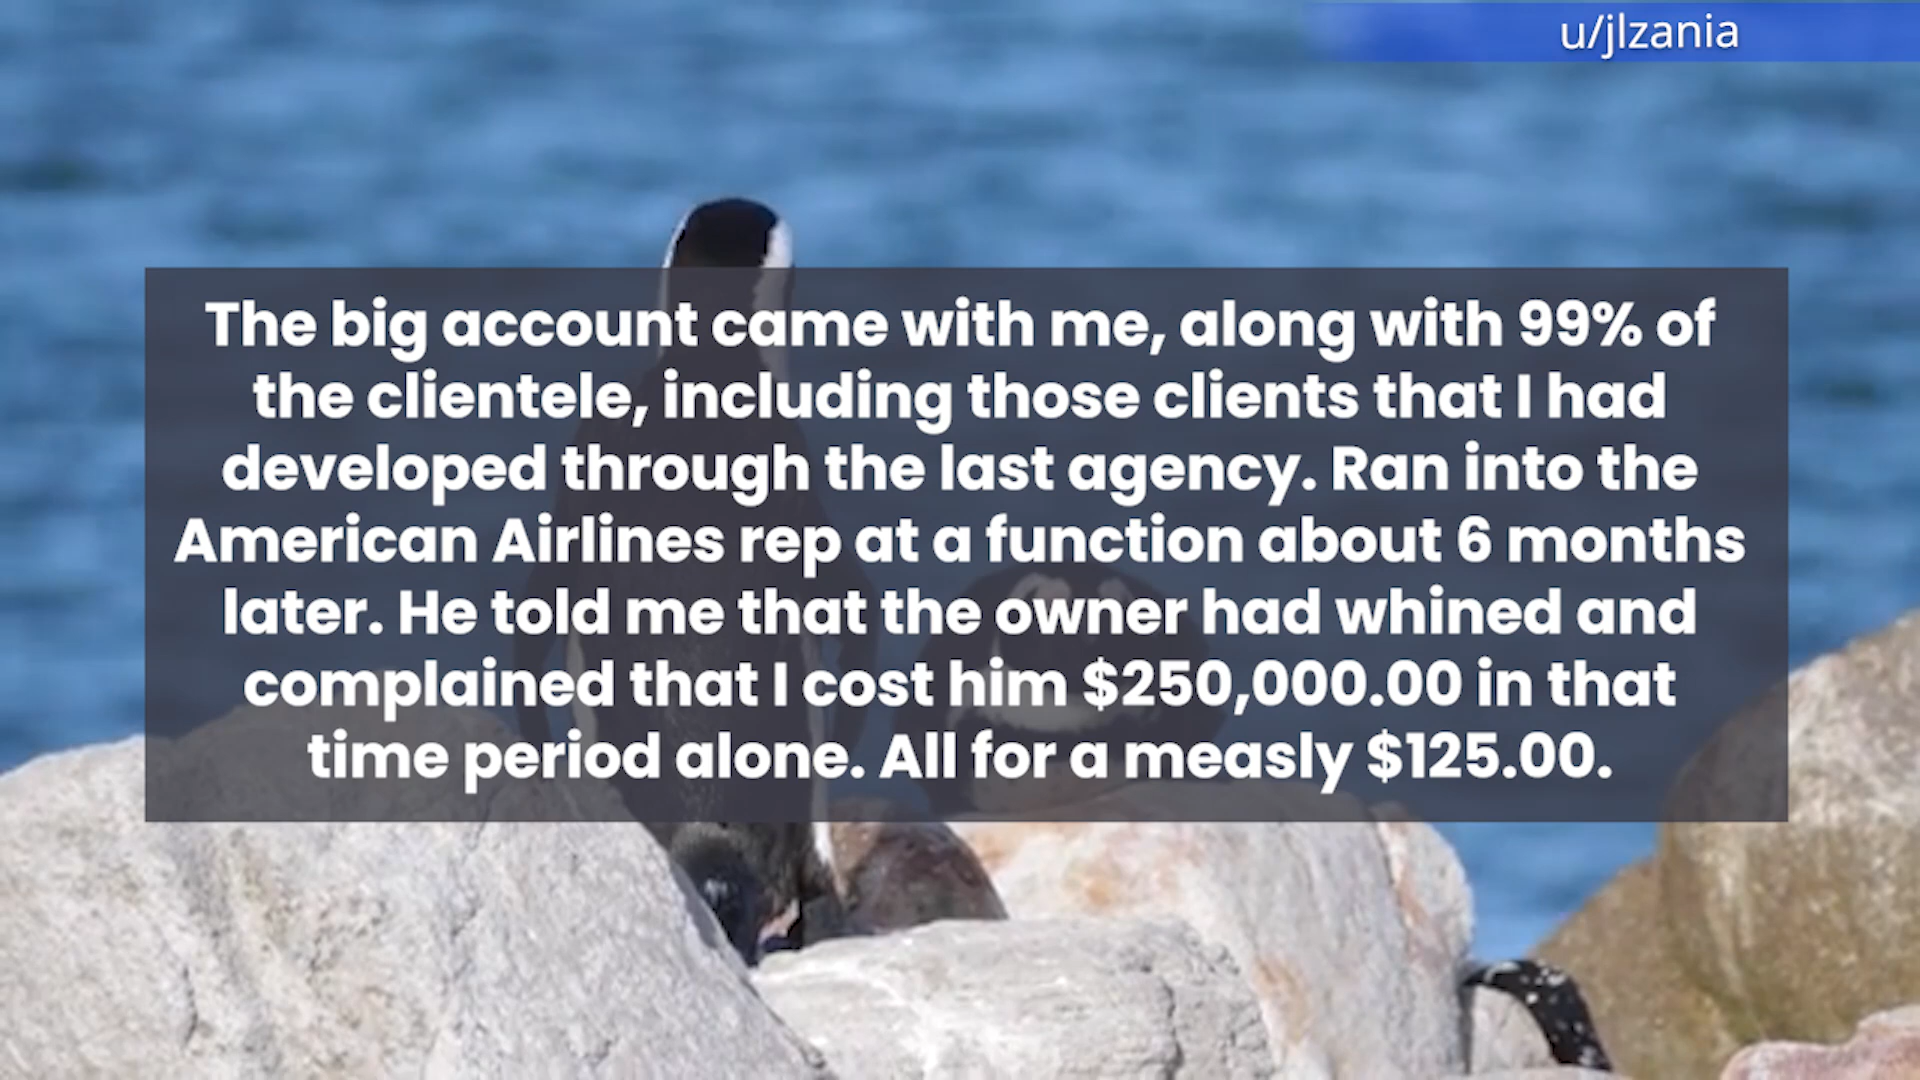 u/jlzania
The big account came with me, along with 99% of
the clientele, including those clients that I had
developed through the last agency. Ran into the
American Airlines rep at a function about 6 months
later. He told me that the owner had whined and
complained that I cost him $250,000.00 in that
time period alone. All for a measly $125.00.